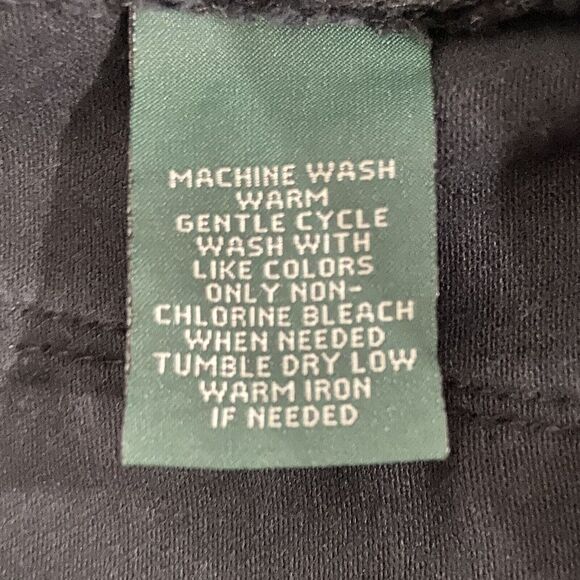 MACHINE WASH
WARM
GENTLE CYCLE
WASH WITH
LIKE COLORS
ONLY NON-
CHLORINE BLEACH
WHEN NEEDED
TUMBLE DRY LOW
WARM IRON
IF NEEDED